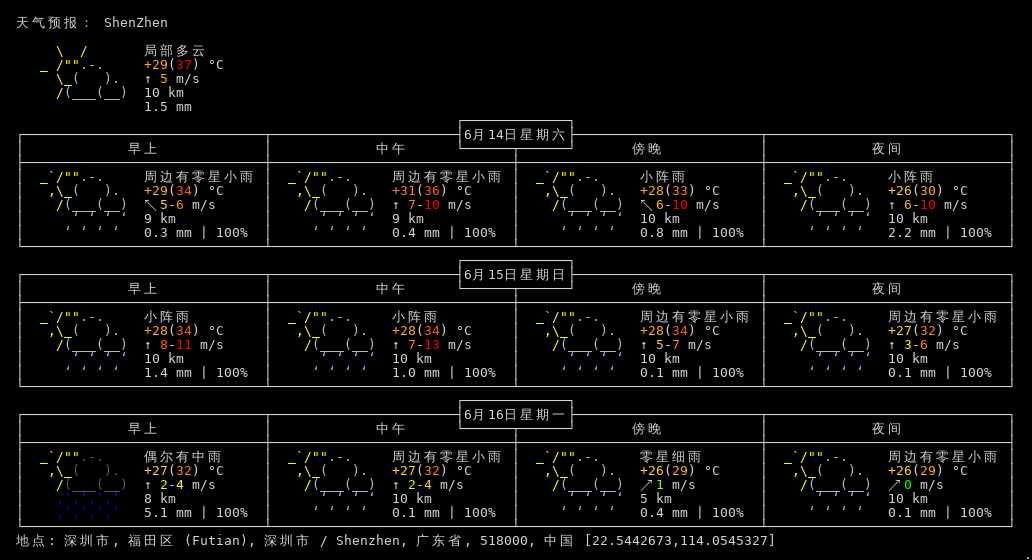 天气预报： ShenZhen
局部多云
+29(37) °C
↑ 5 m/s
10 km
1.5 mm
6月14日星期六
早上 中午 傍晚 夜间
周边有零星小雨 周边有零星小雨 小阵雨 小阵雨
+29(34) °C +31(36) °C +28(33) °C +26(30) °C
↖ 5-6 m/s ↑ 7-10 m/s ↖ 6-10 m/s ↑ 6-10 m/s
9 km 9 km 10 km 10 km
0.3 mm | 100% 0.4 mm | 100% 0.8 mm | 100% 2.2 mm | 100%
6月15日星期日
早上 中午 傍晚 夜间
小阵雨 小阵雨 周边有零星小雨 周边有零星小雨
+28(34) °C +28(34) °C +28(34) °C +27(32) °C
↑ 8-11 m/s ↑ 7-13 m/s ↑ 5-7 m/s ↑ 3-6 m/s
10 km 10 km 10 km 10 km
1.4 mm | 100% 1.0 mm | 100% 0.1 mm | 100% 0.1 mm | 100%
6月16日星期一
早上 中午 傍晚 夜间
偶尔有中雨 周边有零星小雨 零星细雨 周边有零星小雨
+27(32) °C +27(32) °C +26(29) °C +26(29) °C
↑ 2-4 m/s ↑ 2-4 m/s ↗ 1 m/s ↗ 0 m/s
8 km 10 km 5 km 10 km
5.1 mm | 100% 0.1 mm | 100% 0.4 mm | 100% 0.1 mm | 100%
地点: 深圳市, 福田区 (Futian), 深圳市 / Shenzhen, 广东省, 518000, 中国 [22.5442673,114.0545327]